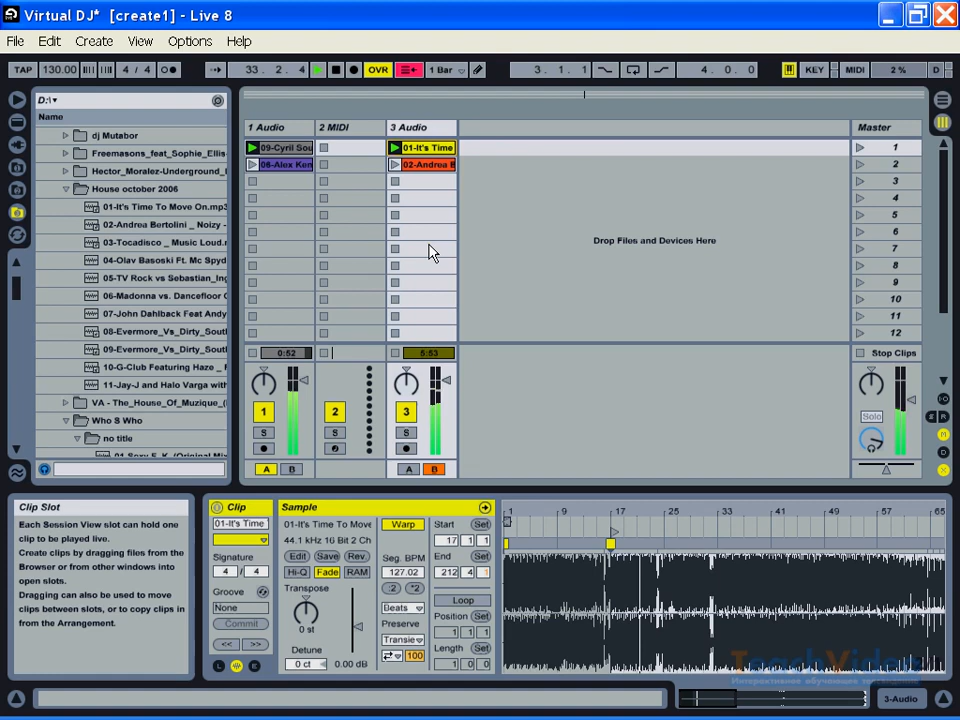 Virtual DJ* [create1] - Live 8
File Edit Create View Options Help
TAP 130.00 4 / 4 33. 2. 4 OVR 1 Bar 3. 1. 1 4. 0. 0 KEY MIDI 2 % D
D:\
Name
dj Mutabor
Freemasons_feat_Sophie_Ellis
Hector_Moralez-Underground_
House october 2006
01-It's Time To Move On.mp3
02-Andrea Bertolini _ Noizy -
03-Tocadisco _ Music Loud.
04-Olav Basoski Ft. Mc Spyd
05-TV Rock vs Sebastian_Ing
06-Madonna vs. Dancefloor
07-John Dahlback Feat Andy
08-Evermore_Vs_Dirty_Sout
09-Evermore_Vs_Dirty_Sout
10-G-Club Featuring Haze _
11-Jay-J and Halo Varga with
VA - The_House_Of_Muzique_(
Who S Who
no title
1 Audio 2 MIDI 3 Audio Master
09-Cyril Sou 01-It's Time 1
08-Alex Ken 02-Andrea B 2
3
4
5
6
7
8
9
10
11
12
Drop Files and Devices Here
0:52 5:53 Stop Clips
1 2 3
S S S Solo
A B A B
Clip Slot
Each Session View slot can hold one
clip to be played live.
Create clips by dragging files from the
Browser or from other windows into
open slots.
Dragging can also be used to move
clips between slots, or to copy clips in
from the Arrangement.
Clip
01-It's Time
Signature
4 / 4
Groove
None
Commit
<< >>
L E
Sample
01-It's Time To Move
44.1 kHz 16 Bit 2 Ch
Edit Save Rev.
Hi-Q Fade RAM
Transpose
0 st
Detune
0 ct 0.00 dB
Warp
Seg. BPM
127.02
:2 *2
Beats
Preserve
Transie
100
Start Set
17 1 1
End Set
212 4 1
Loop
Position Set
1 1 1
Length Set
1 0 0
1 9 17 25 33 41 49 57 65
TeachVideo
Интерактивное обучающее
3-Audio